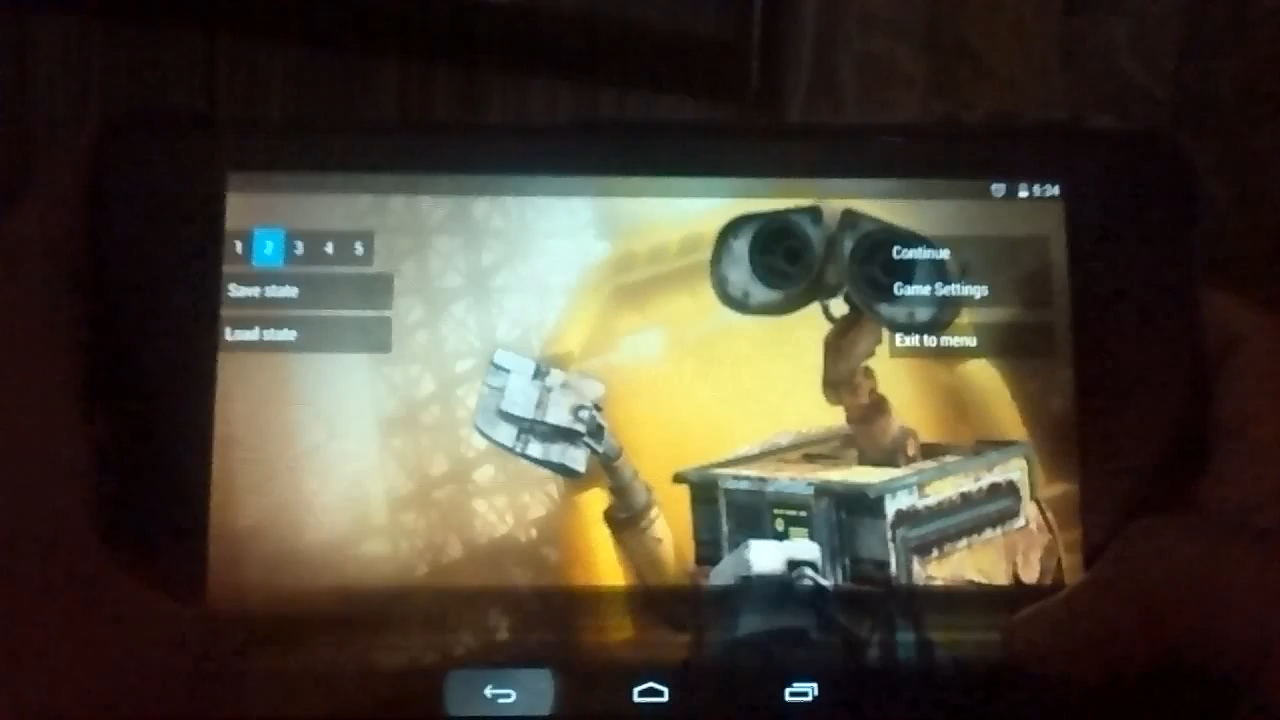 5:34
1 2 3 4 5
Save state
Load state
Continue
Game Settings
Exit to menu